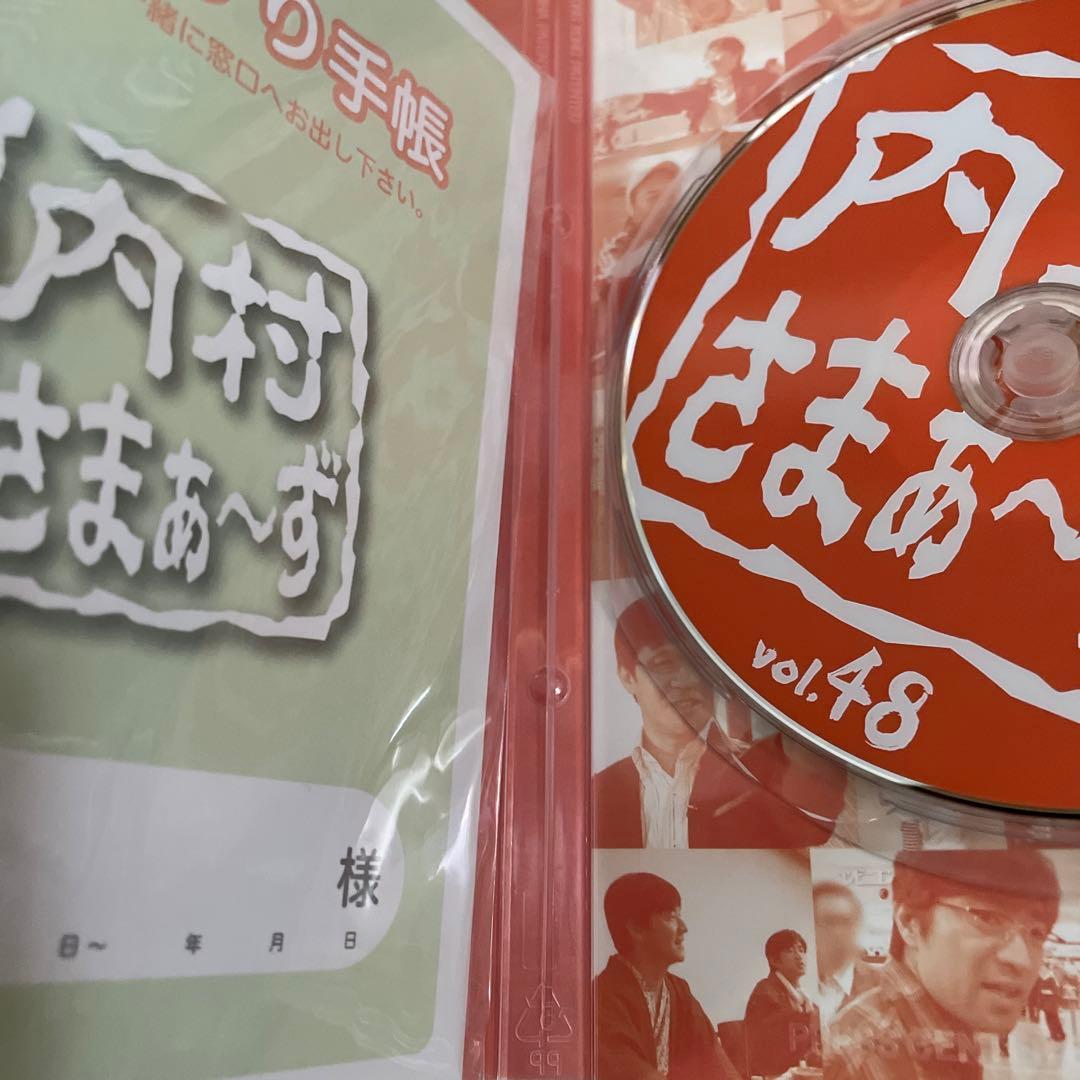 り手帳
緒に窓口へお出し下さい。
内村
さまぁ~ず
様
日~ 年 月 日
PP
内
さまぁ~
vol.48